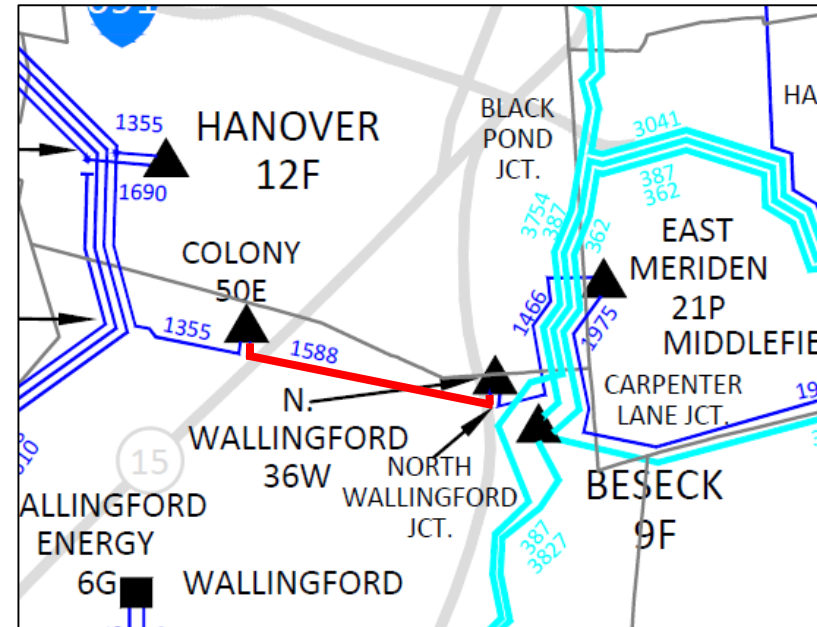 691
1355
HANOVER
12F
1690
BLACK
POND
JCT.
3041
HA
387
362
3754
387
362
EAST
MERIDEN
21P
MIDDLEFIE
COLONY
50E
1466
1975
1355
1588
N.
WALLINGFORD
36W
CARPENTER
LANE JCT.
19
NORTH
WALLINGFORD
JCT.
15
BESECK
9F
387
3827
ALLINGFORD
ENERGY
6G
WALLINGFORD